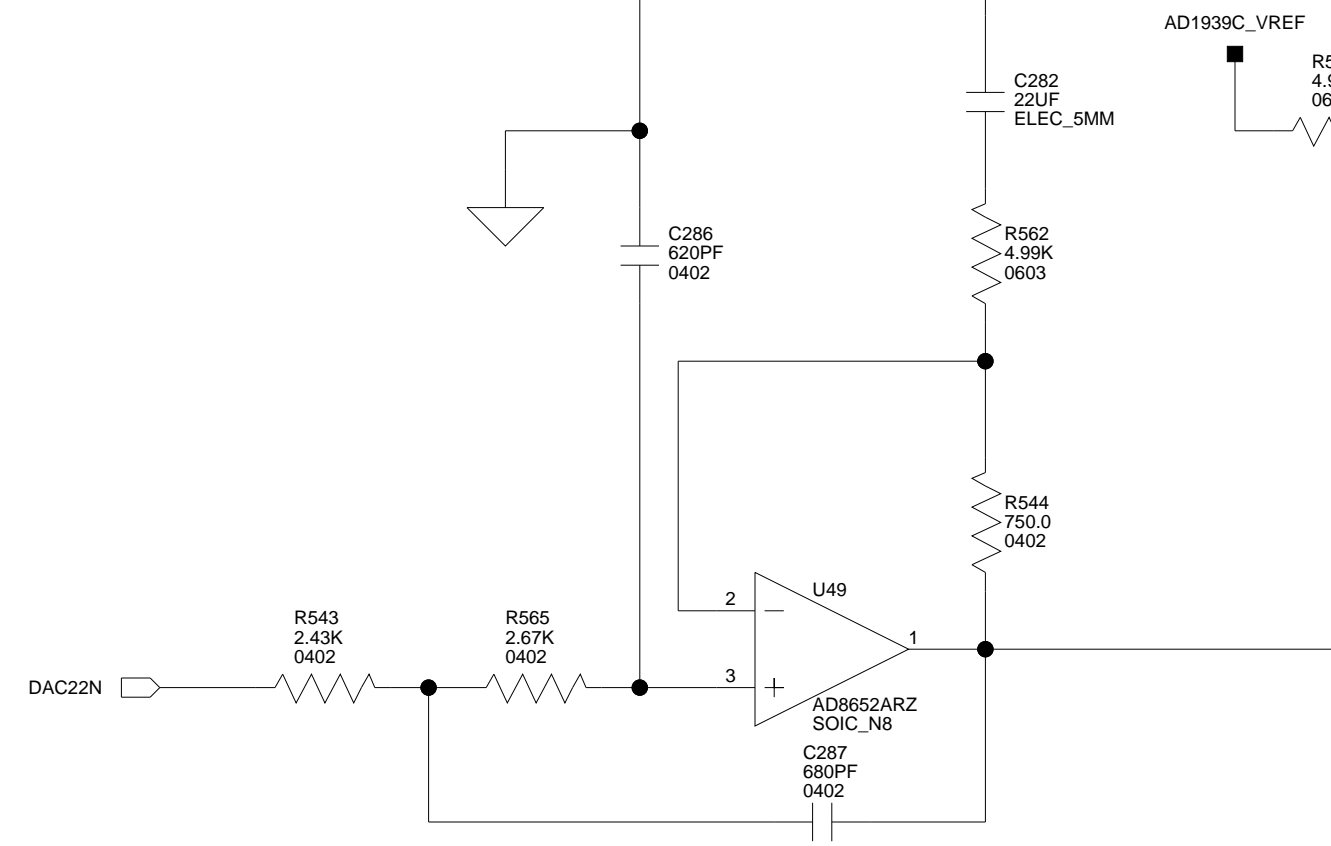 AD1939C_VREF
C282
22UF
ELEC_5MM
C286
620PF
0402
R562
4.99K
0603
R544
750.0
0402
2
U49
1
R543
2.43K
0402
R565
2.67K
0402
DAC22N
3
AD8652ARZ
SOIC_N8
C287
680PF
0402